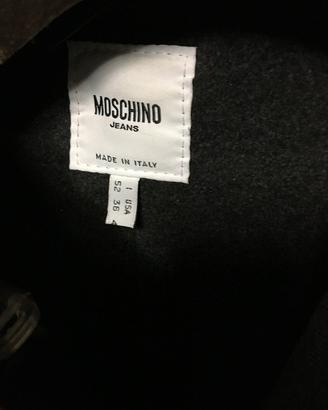 MOSCHINO
JEANS
MADE IN ITALY
I USA
52 36